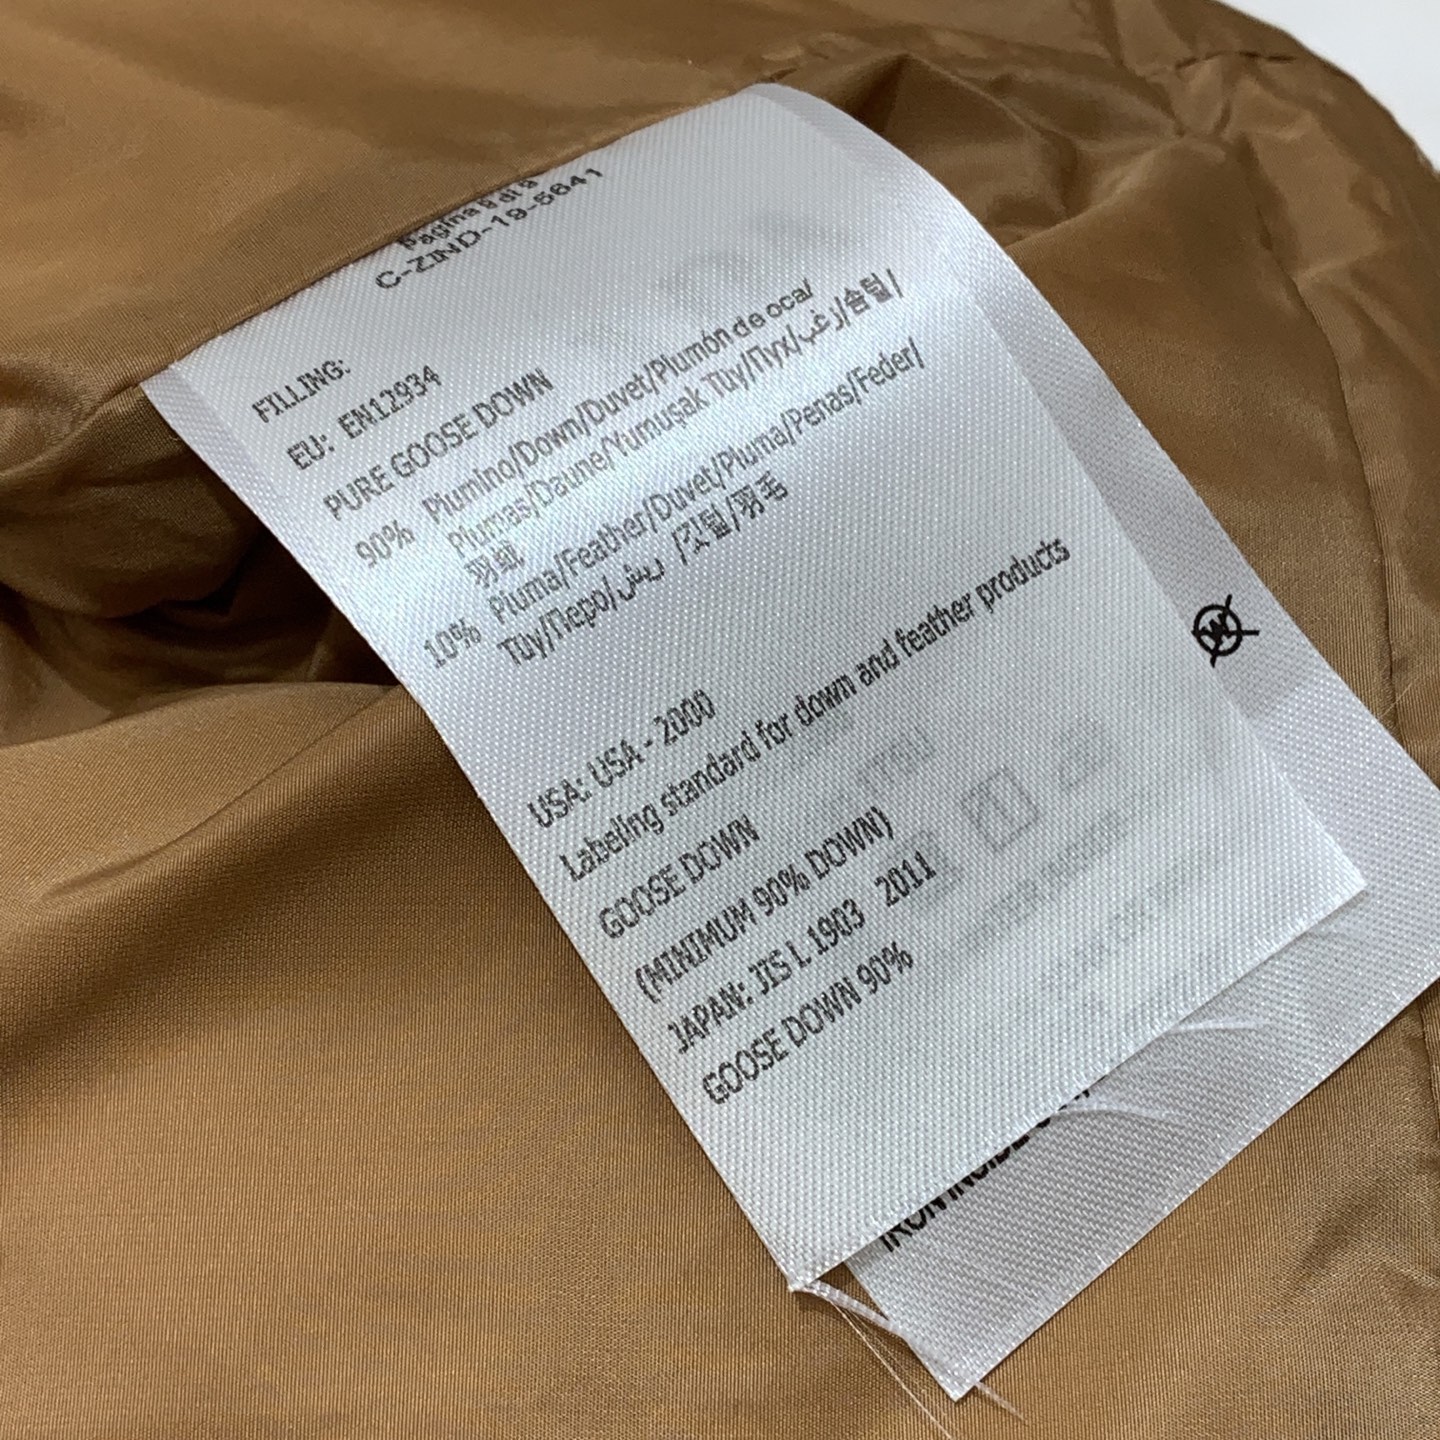 Pagina 9 di 9
C-ZIND-19-5641
FILLING:
EU: EN12934
PURE GOOSE DOWN
90% Piumino/Down/Duvet/Plumón de oca/
Plumas/Daune/Yumuşak Tüy/Пух/زغب/솜털/
羽绒
10% Piuma/Feather/Duvet/Pluma/Penas/Feder/
Tüy/Перо/ريش /깃털/羽毛
USA: USA - 2000
Labeling standard for down and feather products
GOOSE DOWN
(MINIMUM 90% DOWN)
JAPAN: JIS L 1903 2011
GOOSE DOWN 90%
W
IRON INSIDE